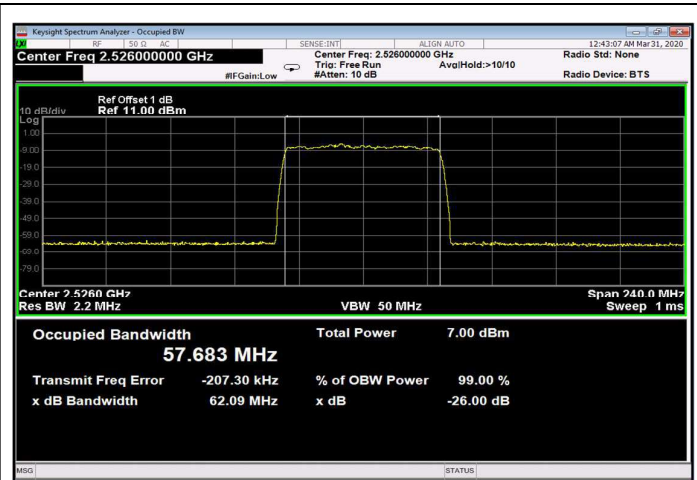 Keysight Spectrum Analyzer - Occupied BW
LXI RF 50 Ω AC SENSE:INT ALIGN AUTO 12:43:07 AM Mar 31, 2020
Center Freq 2.526000000 GHz Center Freq: 2.526000000 GHz Radio Std: None
Trig: Free Run Avg|Hold:>10/10
#IFGain:Low #Atten: 10 dB Radio Device: BTS
Ref Offset 1 dB
10 dB/div Ref 11.00 dBm
Log
1.00
-9.00
-19.0
-29.0
-39.0
-49.0
-59.0
-69.0
-79.0
Center 2.5260 GHz Span 240.0 MHz
Res BW 2.2 MHz VBW 50 MHz Sweep 1 ms
Occupied Bandwidth Total Power 7.00 dBm
57.683 MHz
Transmit Freq Error -207.30 kHz % of OBW Power 99.00 %
x dB Bandwidth 62.09 MHz x dB -26.00 dB
MSG STATUS